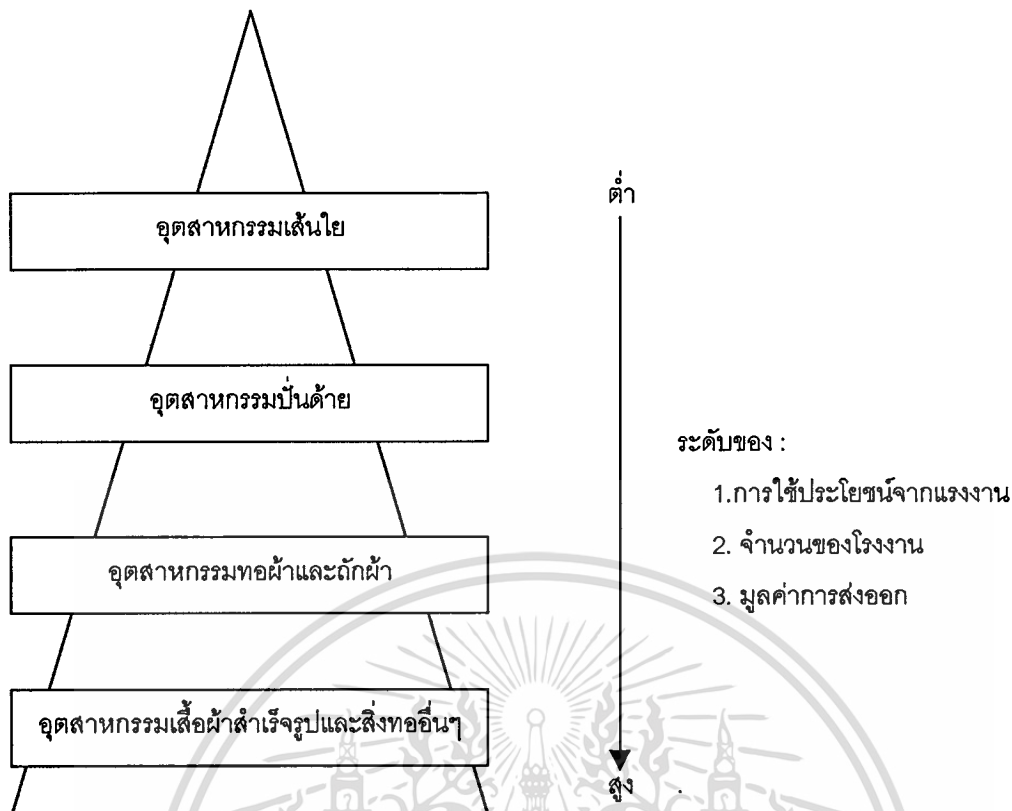 ต่ำ
อุตสาหกรรมเส้นใย
อุตสาหกรรมปั่นด้าย
ระดับของ :
1.การใช้ประโยชน์จากแรงงาน
2. จำนวนของโรงงาน
3. มูลค่าการส่งออก
อุตสาหกรรมทอผ้าและถักผ้า
อุตสาหกรรมเสื้อผ้าสำเร็จรูปและสิ่งทออื่นๆ
สูง